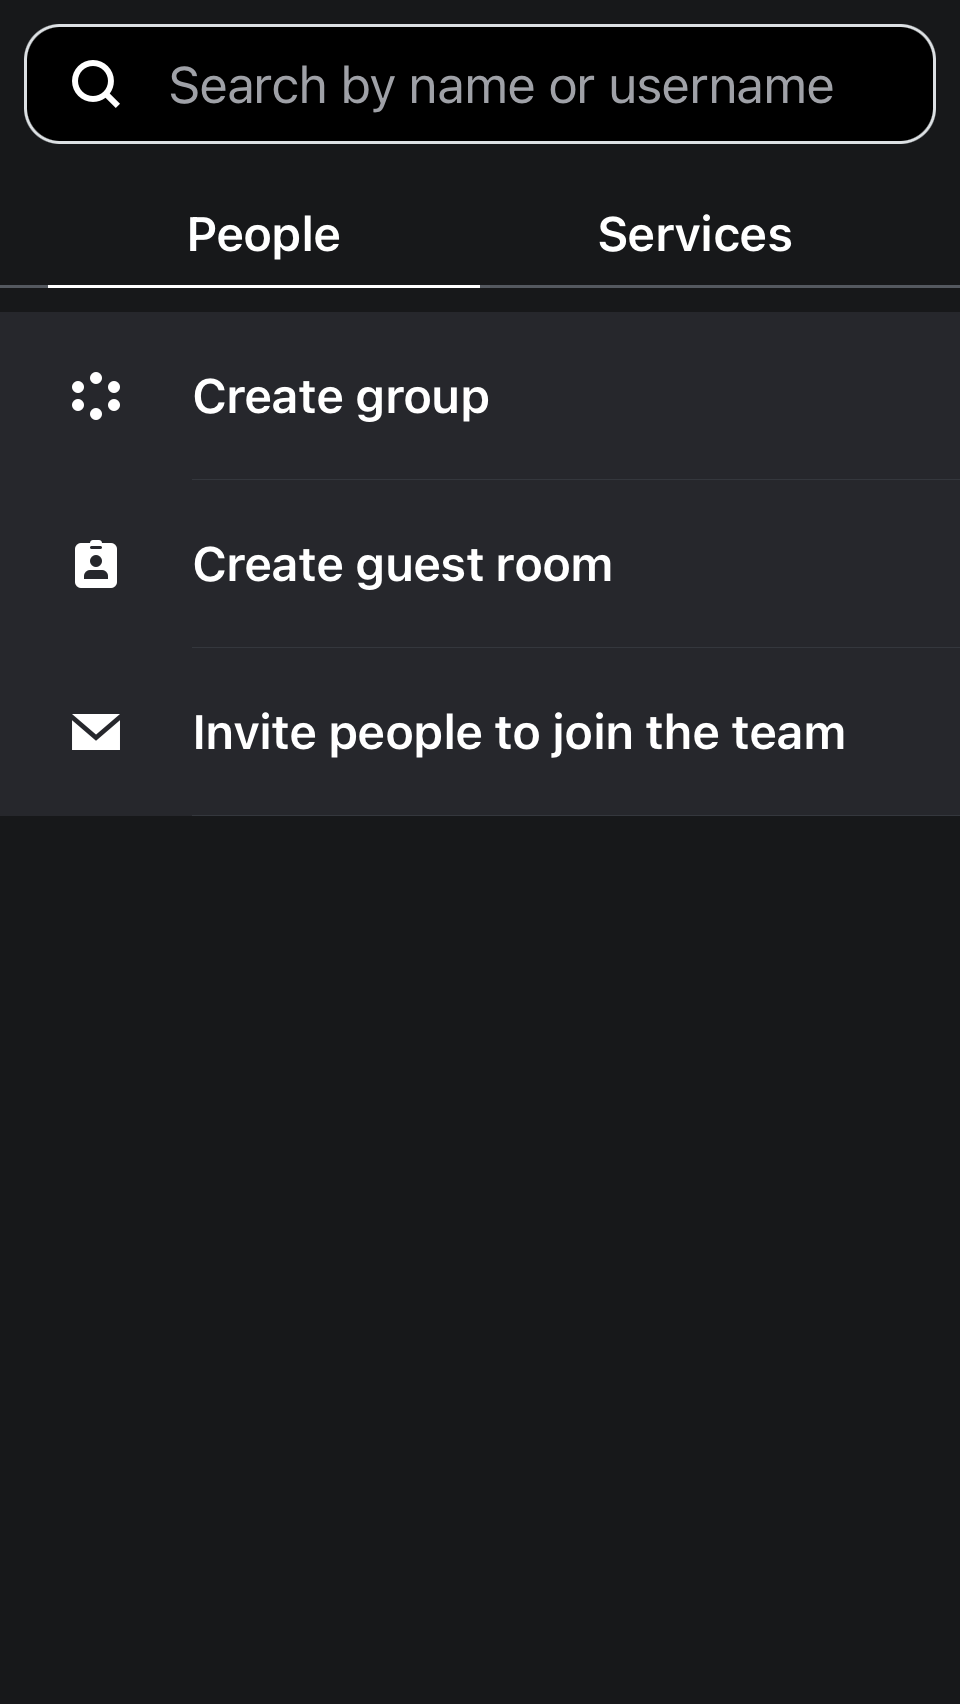 Search by name or username
People
Services
Create group
Create guest room
Invite people to join the team